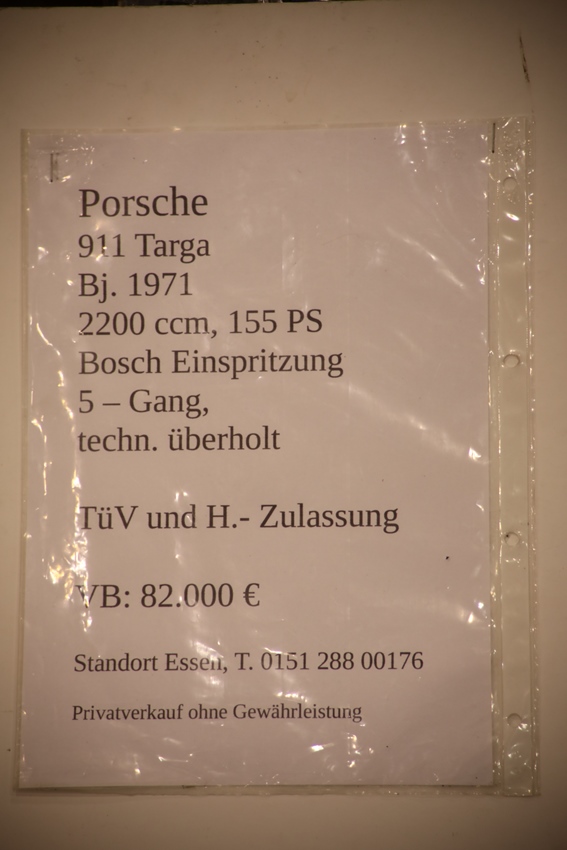 Porsche
911 Targa
Bj. 1971
2200 ccm, 155 PS
Bosch Einspritzung
5 – Gang,
techn. überholt
TüV und H.- Zulassung
VB: 82.000 €
Standort Essen, T. 0151 288 00176
Privatverkauf ohne Gewährleistung